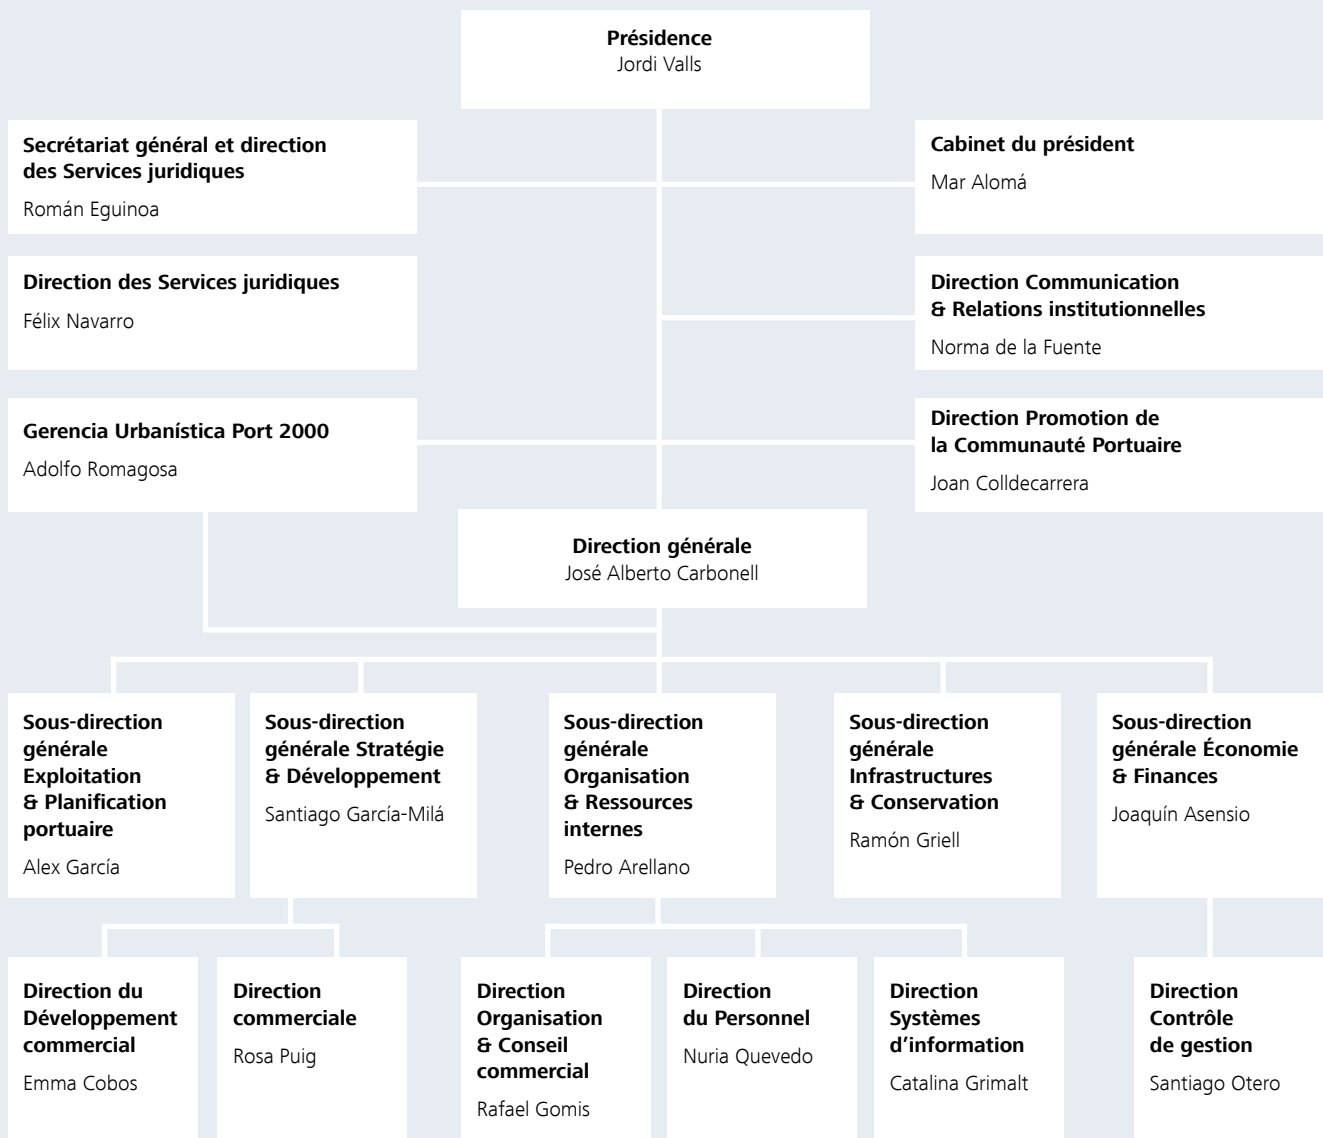 Présidence
Jordi Valls
Secrétariat général et direction
des Services juridiques
Román Eguinoa
Cabinet du président
Mar Alomá
Direction des Services juridiques
Félix Navarro
Direction Communication
& Relations institutionnelles
Norma de la Fuente
Gerencia Urbanística Port 2000
Adolfo Romagosa
Direction Promotion de
la Communauté Portuaire
Joan Colldecarrera
Direction générale
José Alberto Carbonell
Sous-direction
générale
Exploitation
& Planification
portuaire
Alex García
Sous-direction
générale Stratégie
& Développement
Santiago García-Milá
Sous-direction
générale
Organisation
& Ressources
internes
Pedro Arellano
Sous-direction
générale
Infrastructures
& Conservation
Ramón Griell
Sous-direction
générale Économie
& Finances
Joaquín Asensio
Direction du
Développement
commercial
Emma Cobos
Direction
commerciale
Rosa Puig
Direction
Organisation
& Conseil
commercial
Rafael Gomis
Direction
du Personnel
Nuria Quevedo
Direction
Systèmes
d’information
Catalina Grimalt
Direction
Contrôle
de gestion
Santiago Otero